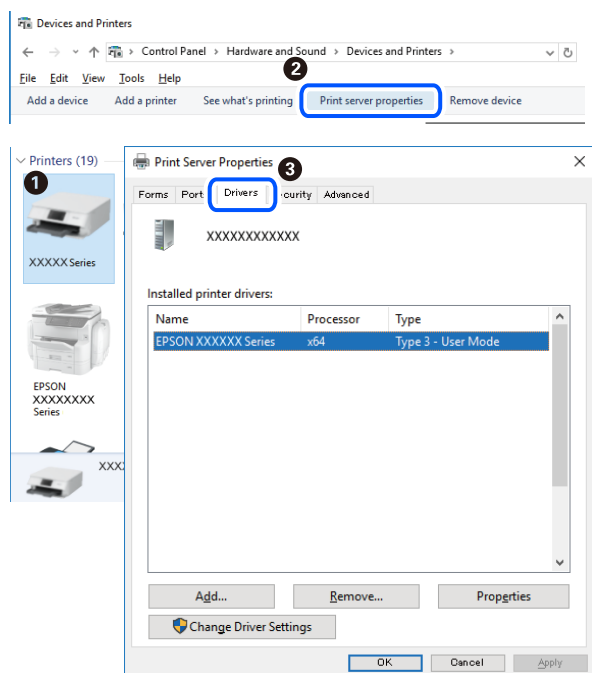 Devices and Printers
Control Panel > Hardware and Sound > Devices and Printers >
2
File Edit View Tools Help
Add a device Add a printer See what's printing Print server properties Remove device
Printers (19)
1
XXXXX Series
EPSON
XXXXXXXX
Series
XXX
Print Server Properties
3
Forms Port Drivers curity Advanced
XXXXXXXXXXXX
Installed printer drivers:
Name Processor Type
EPSON XXXXXX Series x64 Type 3 - User Mode
Add... Remove... Properties
Change Driver Settings
OK Cancel Apply